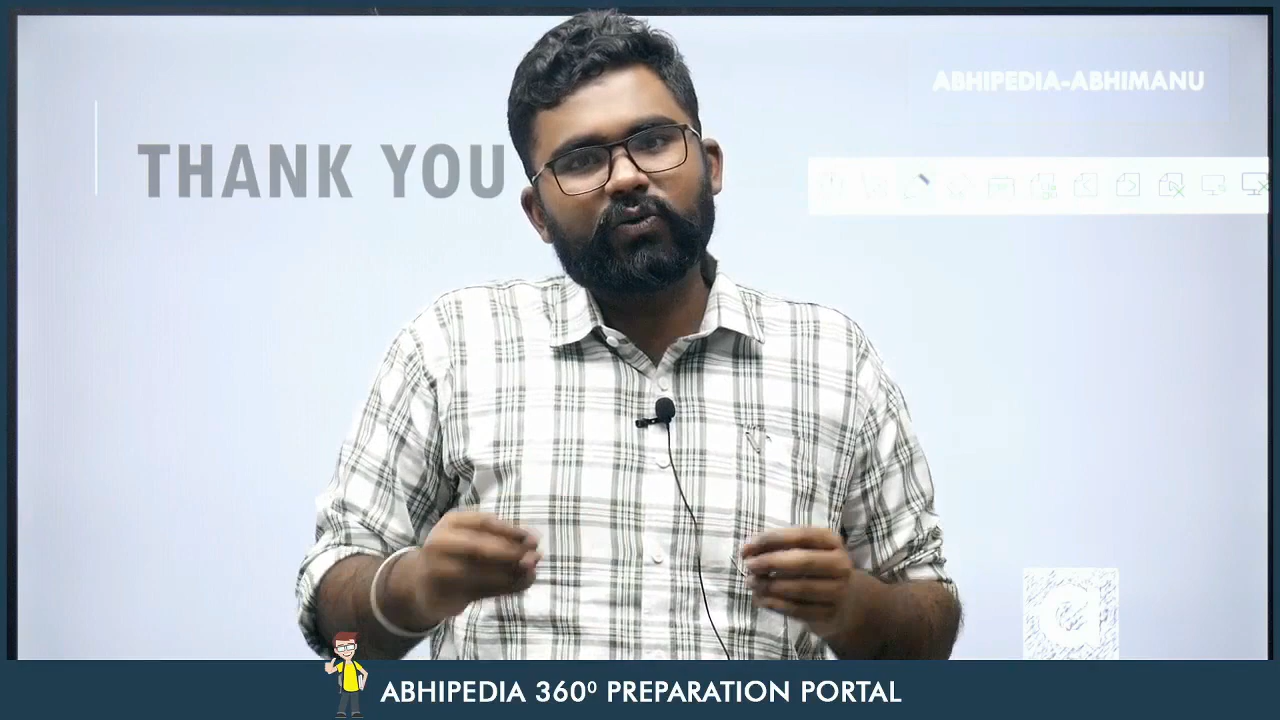 ABHIPEDIA-ABHIMANU
THANK YOU
ABHIPEDIA 360⁰ PREPARATION PORTAL